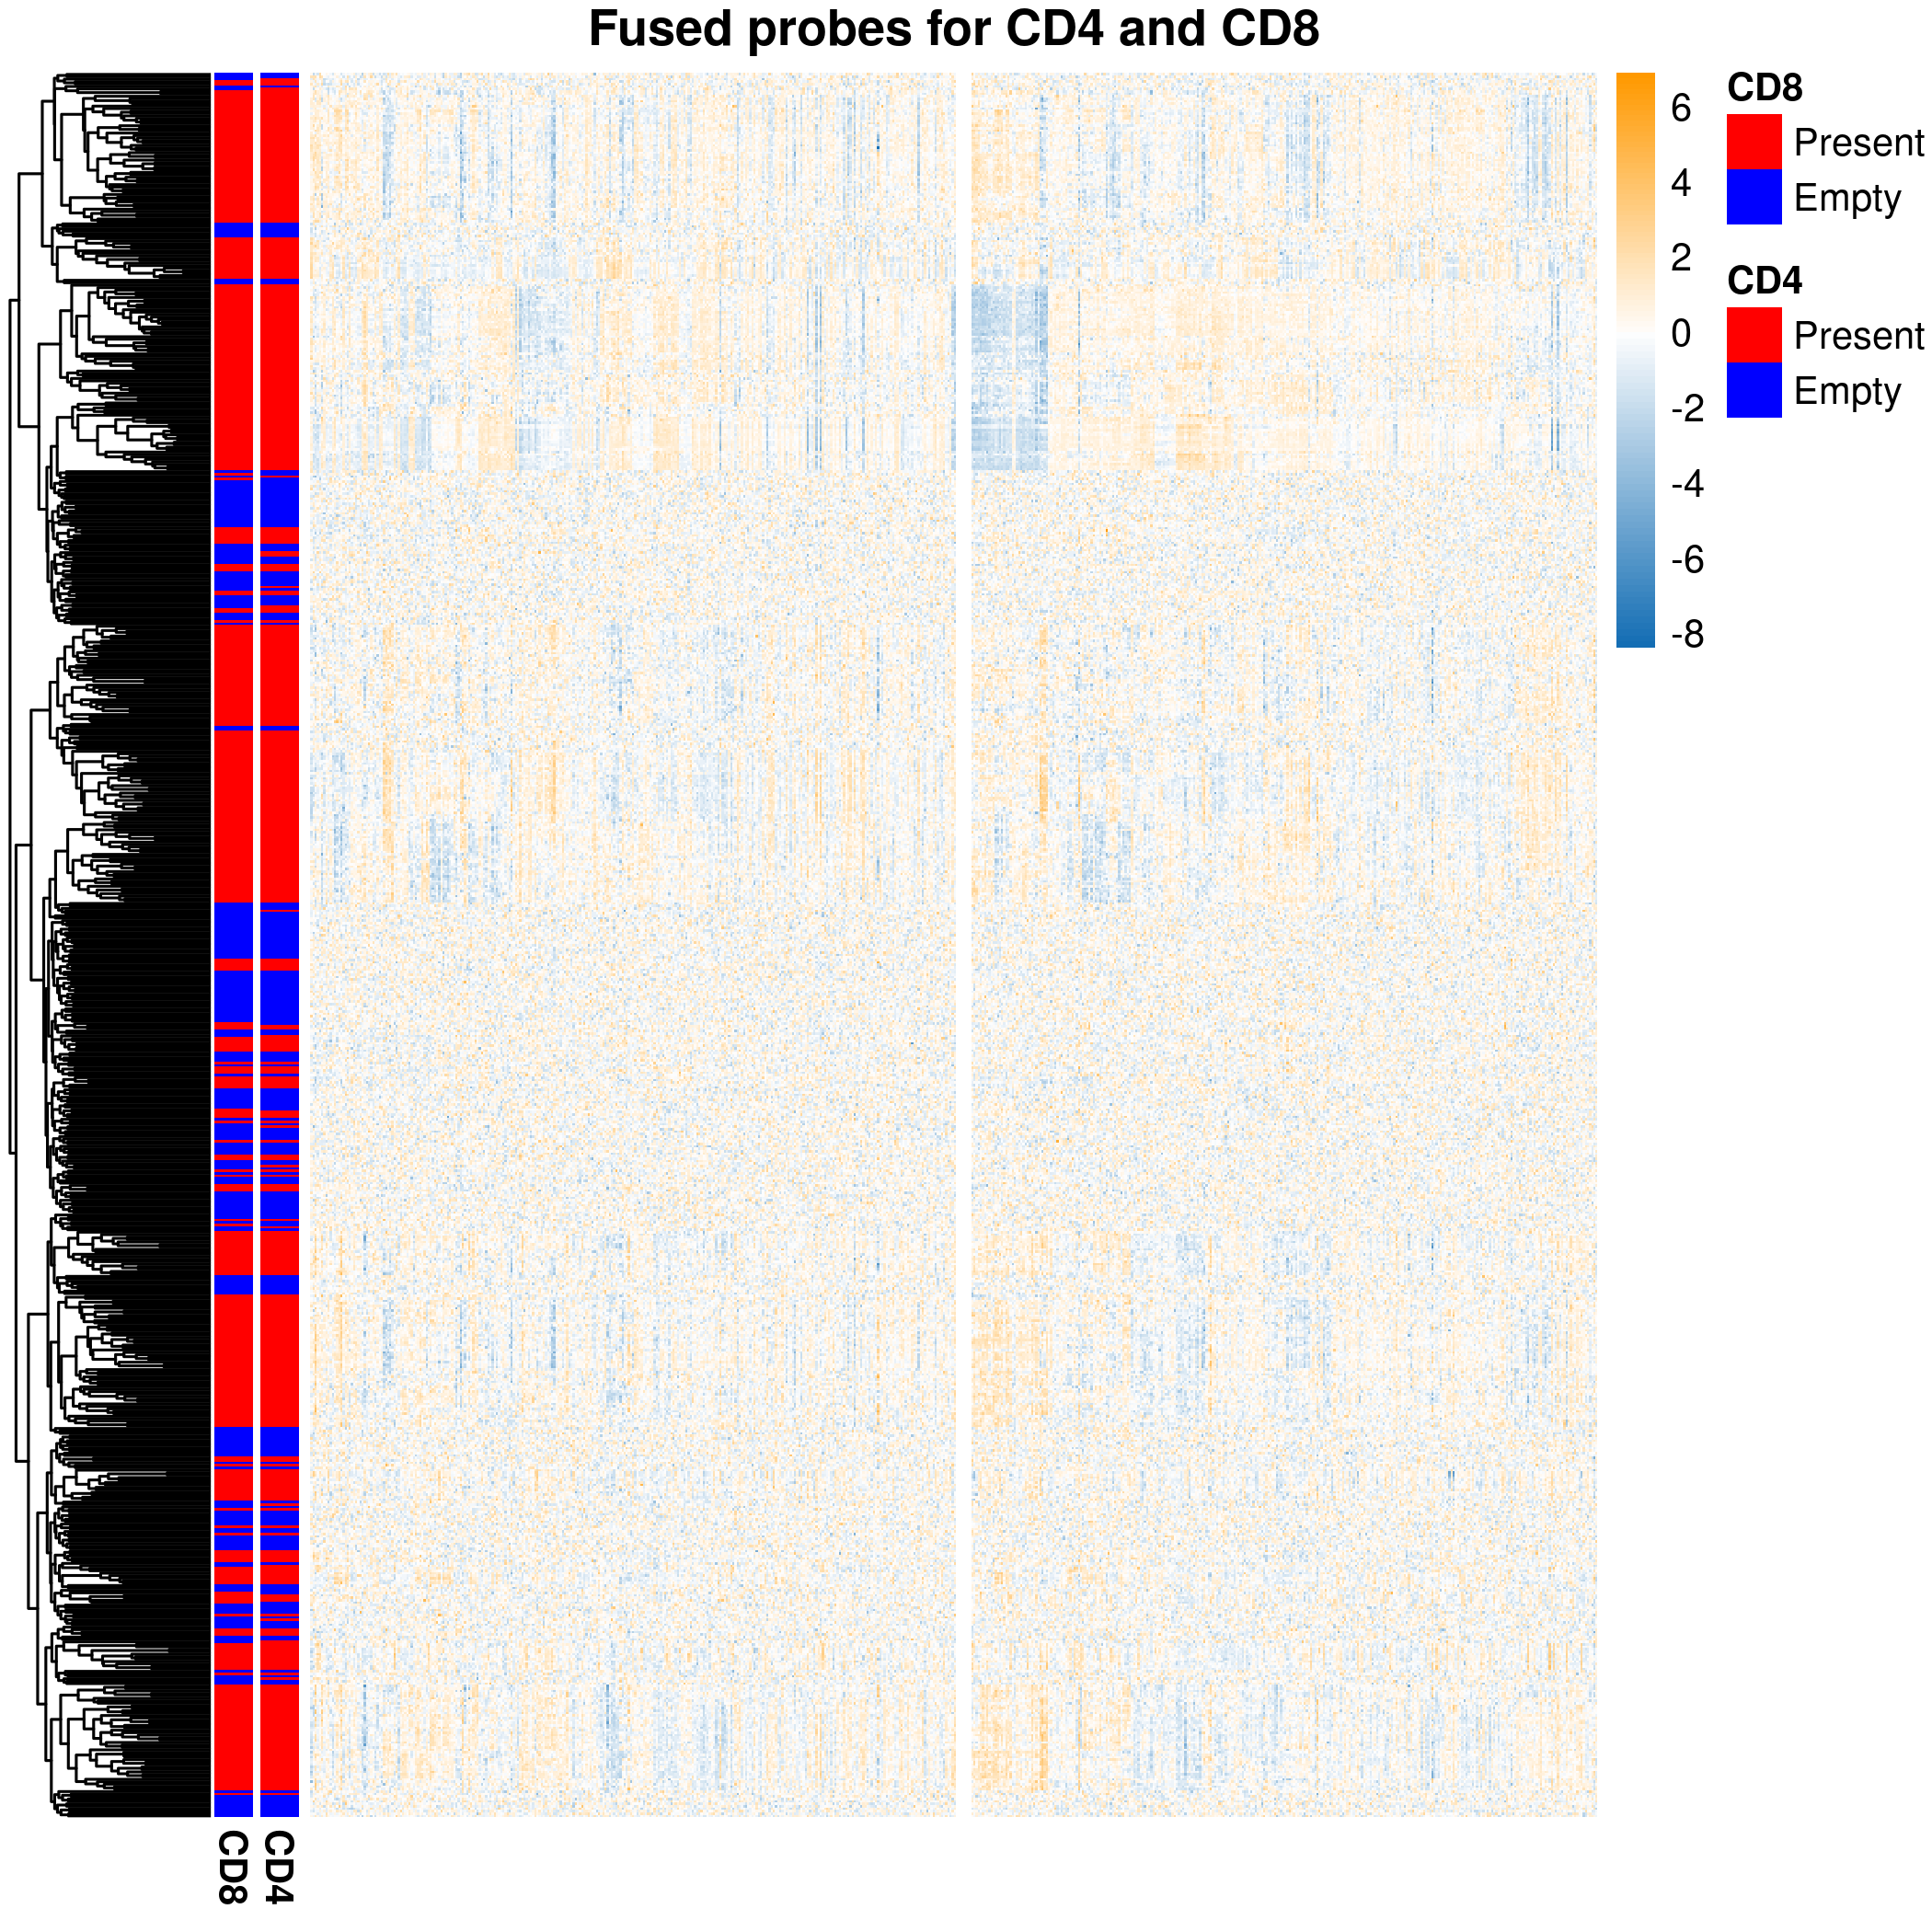 Fused probes for CD4 and CD8
6
4
2
0
-2
-4
-6
-8
CD8
Present
Empty
CD4
Present
Empty
CD8
CD4